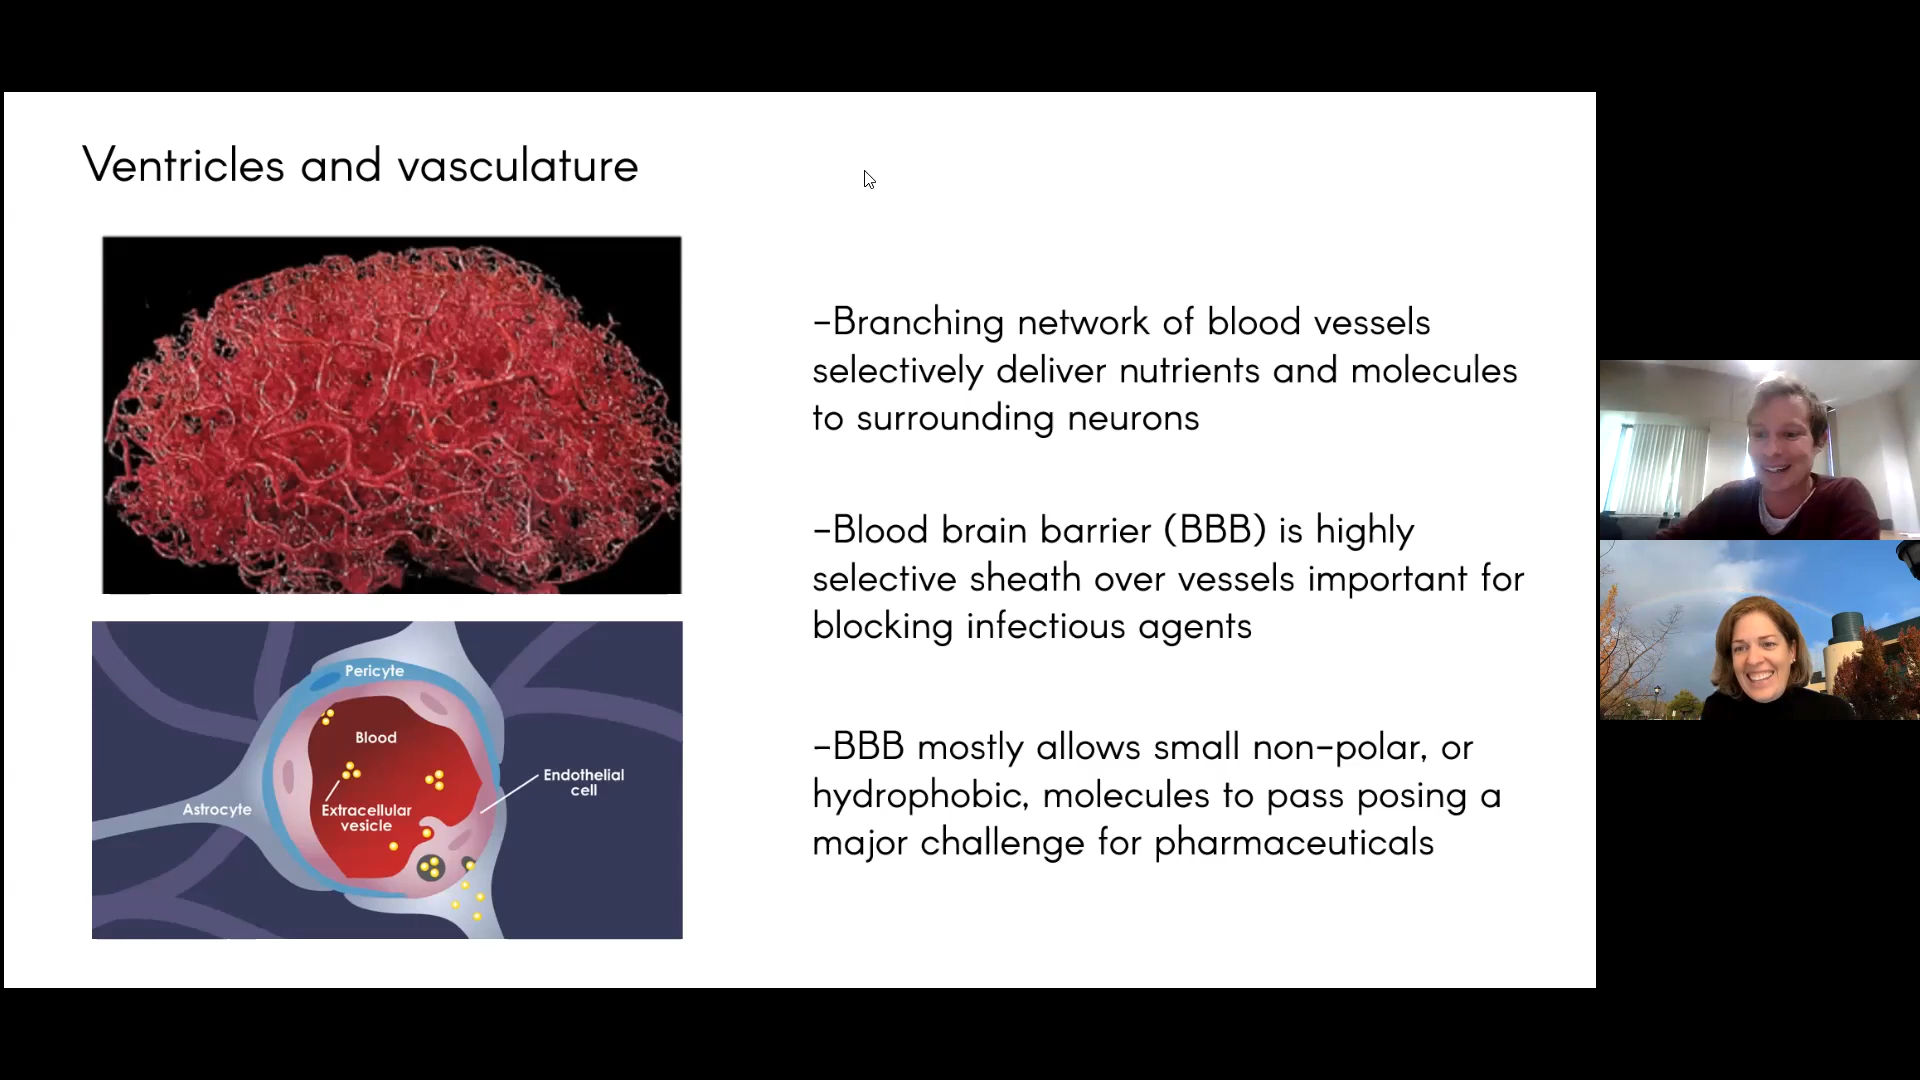 Ventricles and vasculature
-Branching network of blood vessels
selectively deliver nutrients and molecules
to surrounding neurons
-Blood brain barrier (BBB) is highly
selective sheath over vessels important for
blocking infectious agents
-BBB mostly allows small non-polar, or
hydrophobic, molecules to pass posing a
major challenge for pharmaceuticals
Pericyte
Blood
Endothelial
cell
Astrocyte
Extracellular
vesicle